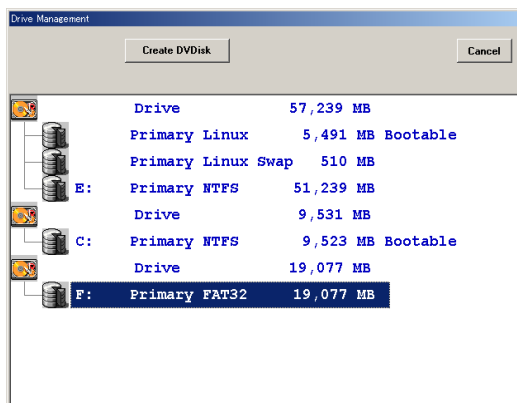 Drive Management
Create DVDisk Cancel
Drive 57,239 MB
Primary Linux 5,491 MB Bootable
Primary Linux Swap 510 MB
E: Primary NTFS 51,239 MB
Drive 9,531 MB
C: Primary NTFS 9,523 MB Bootable
Drive 19,077 MB
F: Primary FAT32 19,077 MB